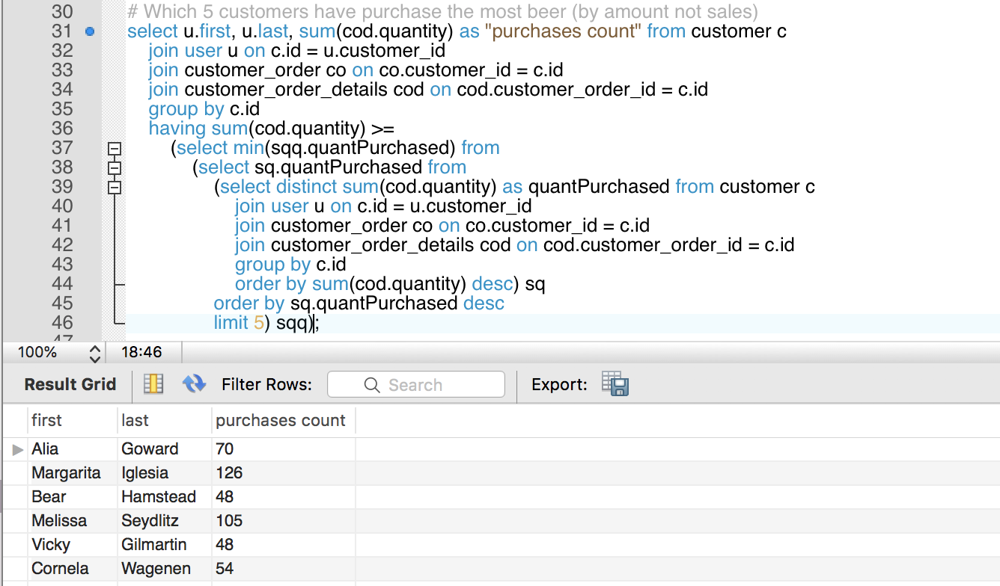 30 # Which 5 customers have purchase the most beer (by amount not sales)
31 select u.first, u.last, sum(cod.quantity) as "purchases count" from customer c
32 join user u on c.id = u.customer_id
33 join customer_order co on co.customer_id = c.id
34 join customer_order_details cod on cod.customer_order_id = c.id
35 group by c.id
36 having sum(cod.quantity) >=
37 (select min(sqq.quantPurchased) from
38 (select sq.quantPurchased from
39 (select distinct sum(cod.quantity) as quantPurchased from customer c
40 join user u on c.id = u.customer_id
41 join customer_order co on co.customer_id = c.id
42 join customer_order_details cod on cod.customer_order_id = c.id
43 group by c.id
44 order by sum(cod.quantity) desc) sq
45 order by sq.quantPurchased desc
46 limit 5) sqq);
47
100% 18:46
Result Grid Filter Rows: Search Export:
first last purchases count
Alia Goward 70
Margarita Iglesia 126
Bear Hamstead 48
Melissa Seydlitz 105
Vicky Gilmartin 48
Cornela Wagenen 54